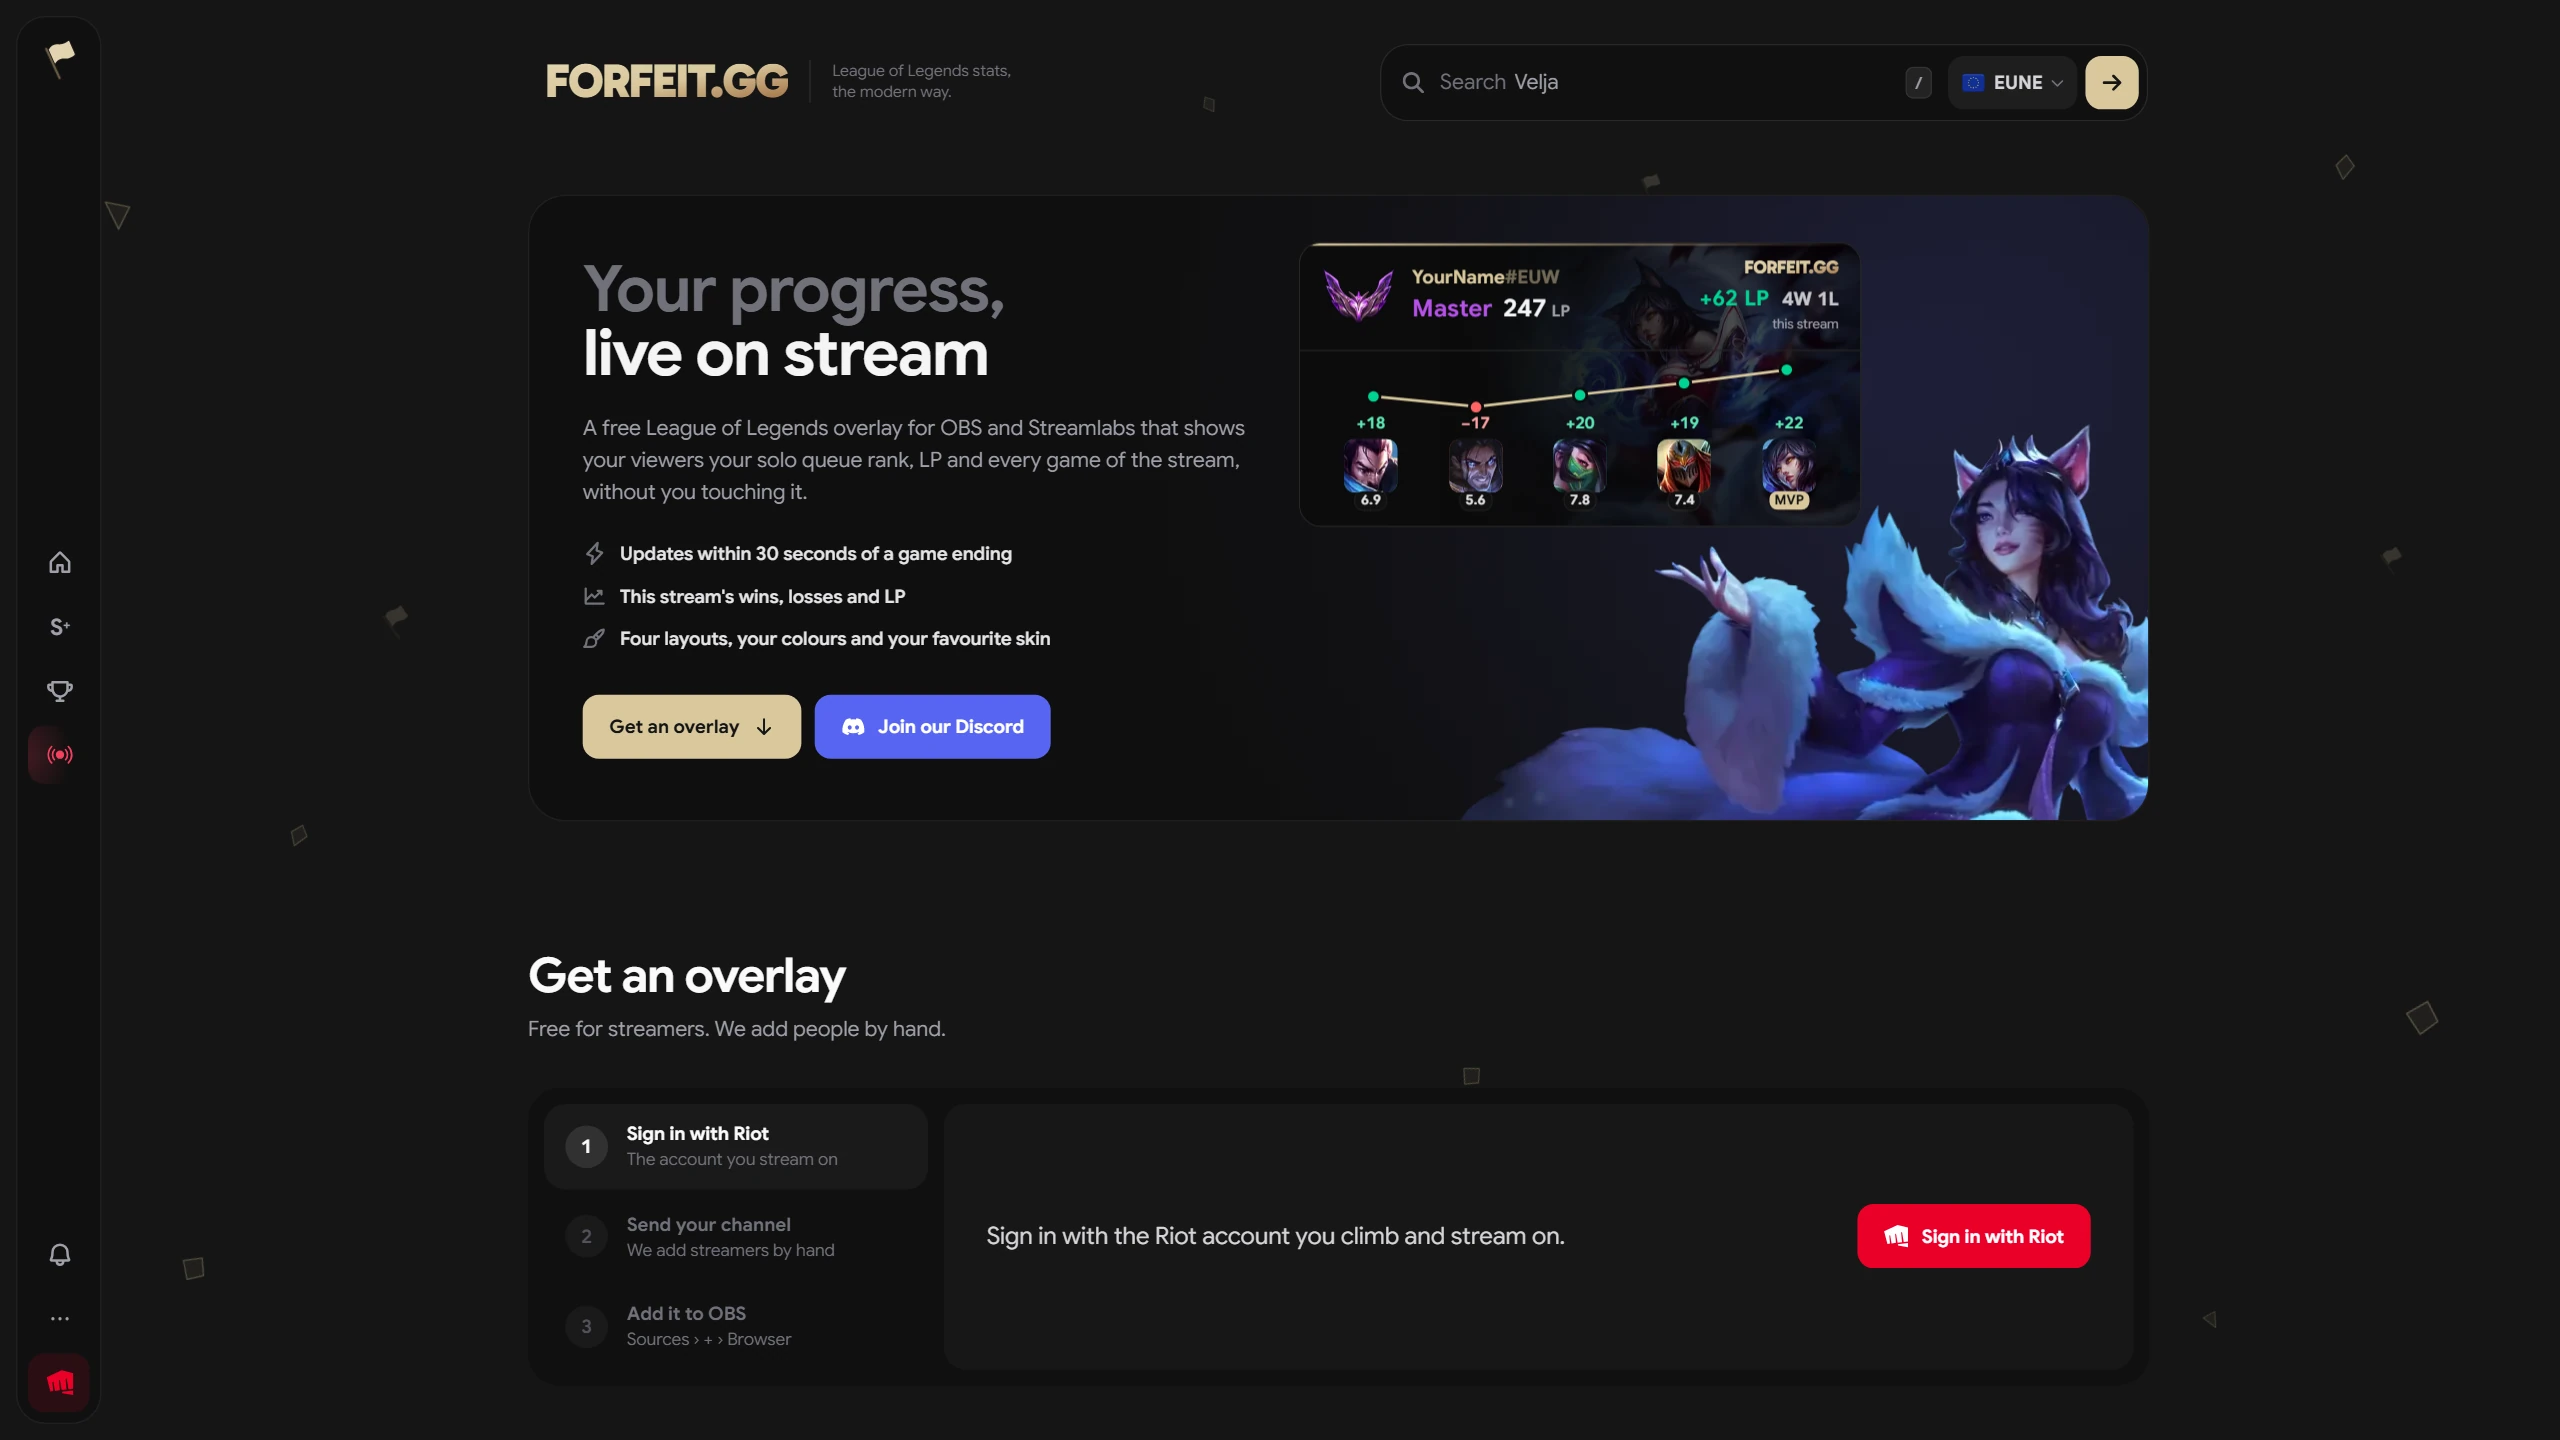 FORFEIT.GG
League of Legends stats,
the modern way.
Search Velja
/
EUNE
Your progress,
live on stream
A free League of Legends overlay for OBS and Streamlabs that shows
your viewers your solo queue rank, LP and every game of the stream,
without you touching it.
Updates within 30 seconds of a game ending
This stream's wins, losses and LP
Four layouts, your colours and your favourite skin
Get an overlay
Join our Discord
YourName#EUW
Master 247 LP
FORFEIT.GG
+62 LP 4W 1L
this stream
+18 −17 +20 +19 +22
6.9 5.6 7.8 7.4 MVP
S+
Get an overlay
Free for streamers. We add people by hand.
1
Sign in with Riot
The account you stream on
2
Send your channel
We add streamers by hand
3
Add it to OBS
Sources › + › Browser
Sign in with the Riot account you climb and stream on.
Sign in with Riot